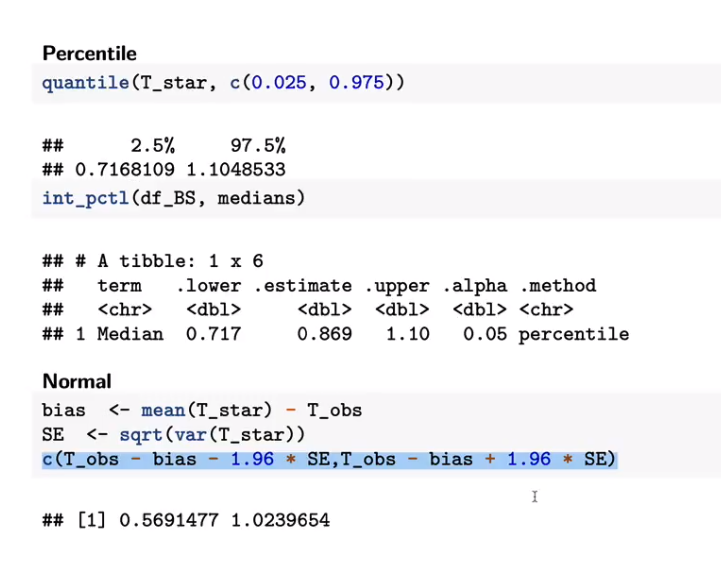 Percentile
quantile(T_star, c(0.025, 0.975))
##      2.5%     97.5%
## 0.7168109 1.1048533
int_pctl(df_BS, medians)
## # A tibble: 1 x 6
##   term   .lower .estimate .upper .alpha .method
##   <chr>   <dbl>     <dbl>  <dbl>  <dbl> <chr>
## 1 Median  0.717     0.869   1.10   0.05 percentile
Normal
bias  <- mean(T_star) - T_obs
SE  <- sqrt(var(T_star))
c(T_obs - bias - 1.96 * SE,T_obs - bias + 1.96 * SE)
## [1] 0.5691477 1.0239654